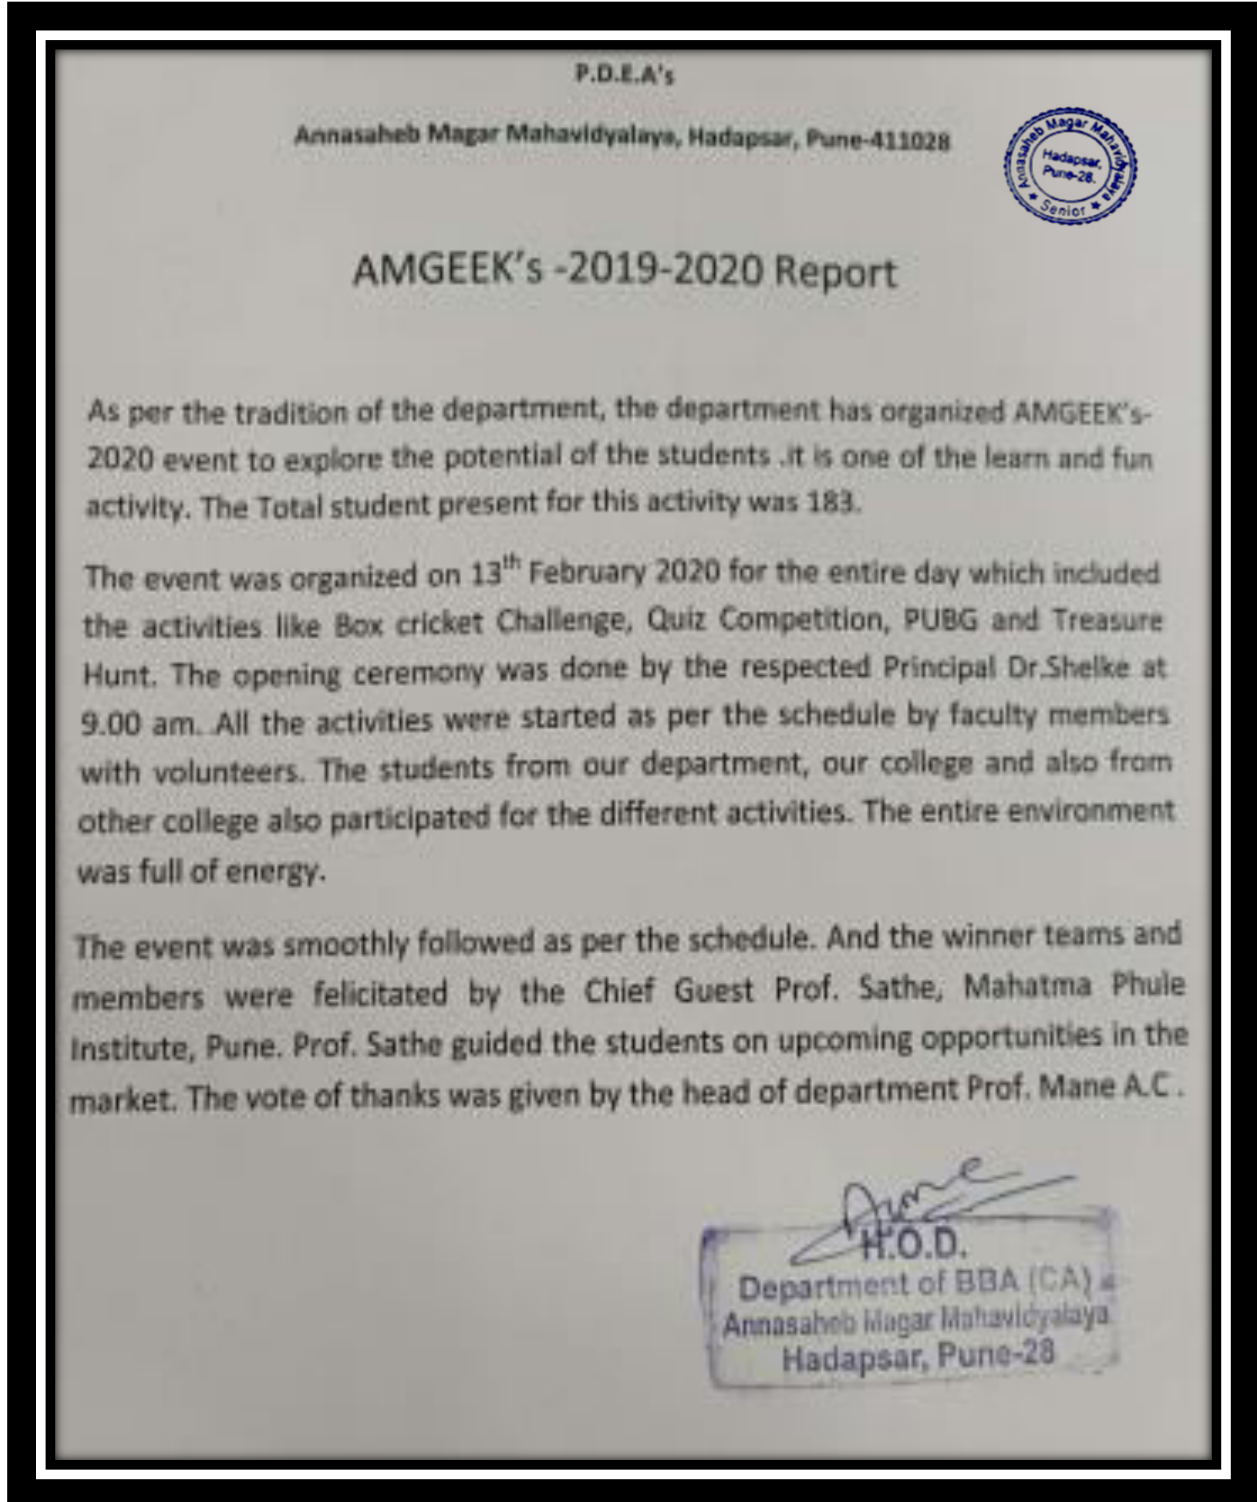 P.D.E.A's
Annasaheb Magar Mahavidyalaya, Hadapsar, Pune-411028
Annasaheb Magar Mahavidyalaya
Hadapsar,
Pune-28.
★ Senior ★
AMGEEK's -2019-2020 Report
As per the tradition of the department, the department has organized AMGEEK's-
2020 event to explore the potential of the students .it is one of the learn and fun
activity. The Total student present for this activity was 183.
The event was organized on 13th February 2020 for the entire day which included
the activities like Box cricket Challenge, Quiz Competition, PUBG and Treasure
Hunt. The opening ceremony was done by the respected Principal Dr.Shelke at
9.00 am. All the activities were started as per the schedule by faculty members
with volunteers. The students from our department, our college and also from
other college also participated for the different activities. The entire environment
was full of energy.
The event was smoothly followed as per the schedule. And the winner teams and
members were felicitated by the Chief Guest Prof. Sathe, Mahatma Phule
Institute, Pune. Prof. Sathe guided the students on upcoming opportunities in the
market. The vote of thanks was given by the head of department Prof. Mane A.C .
H.O.D.
Department of BBA (CA)
Annasaheb Magar Mahavidyalaya
Hadapsar, Pune-28